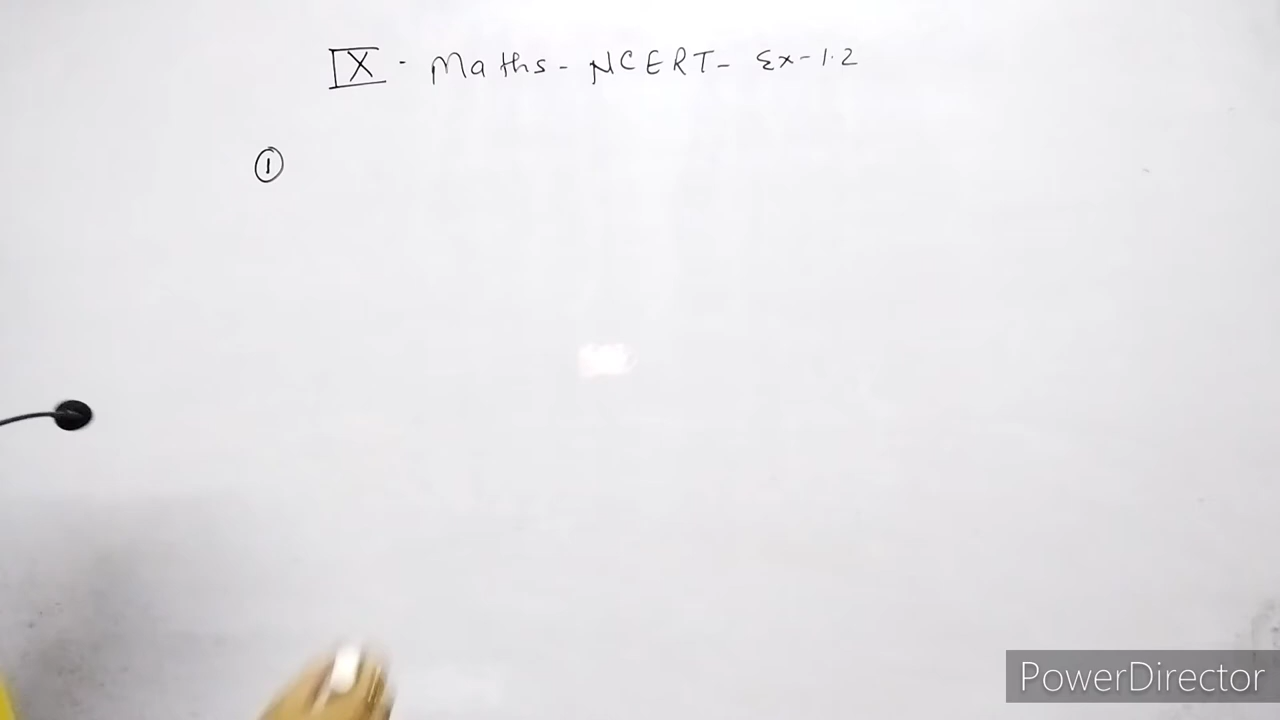 IX - Maths - NCERT - Ex - 1.2
①
PowerDirector